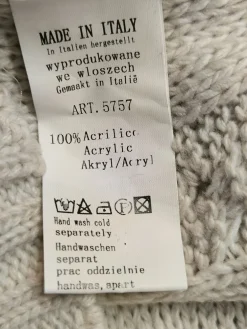 MADE IN ITALY
In Italien hergestellt
wyprodukowane
we wloszech
Gemaakt in Italië
ART. 5757
100% Acrilico
Acrylic
Akryl/Acryl
Hand wash cold
separately
Handwaschen
separat
prac oddzielnie
handwas, apart